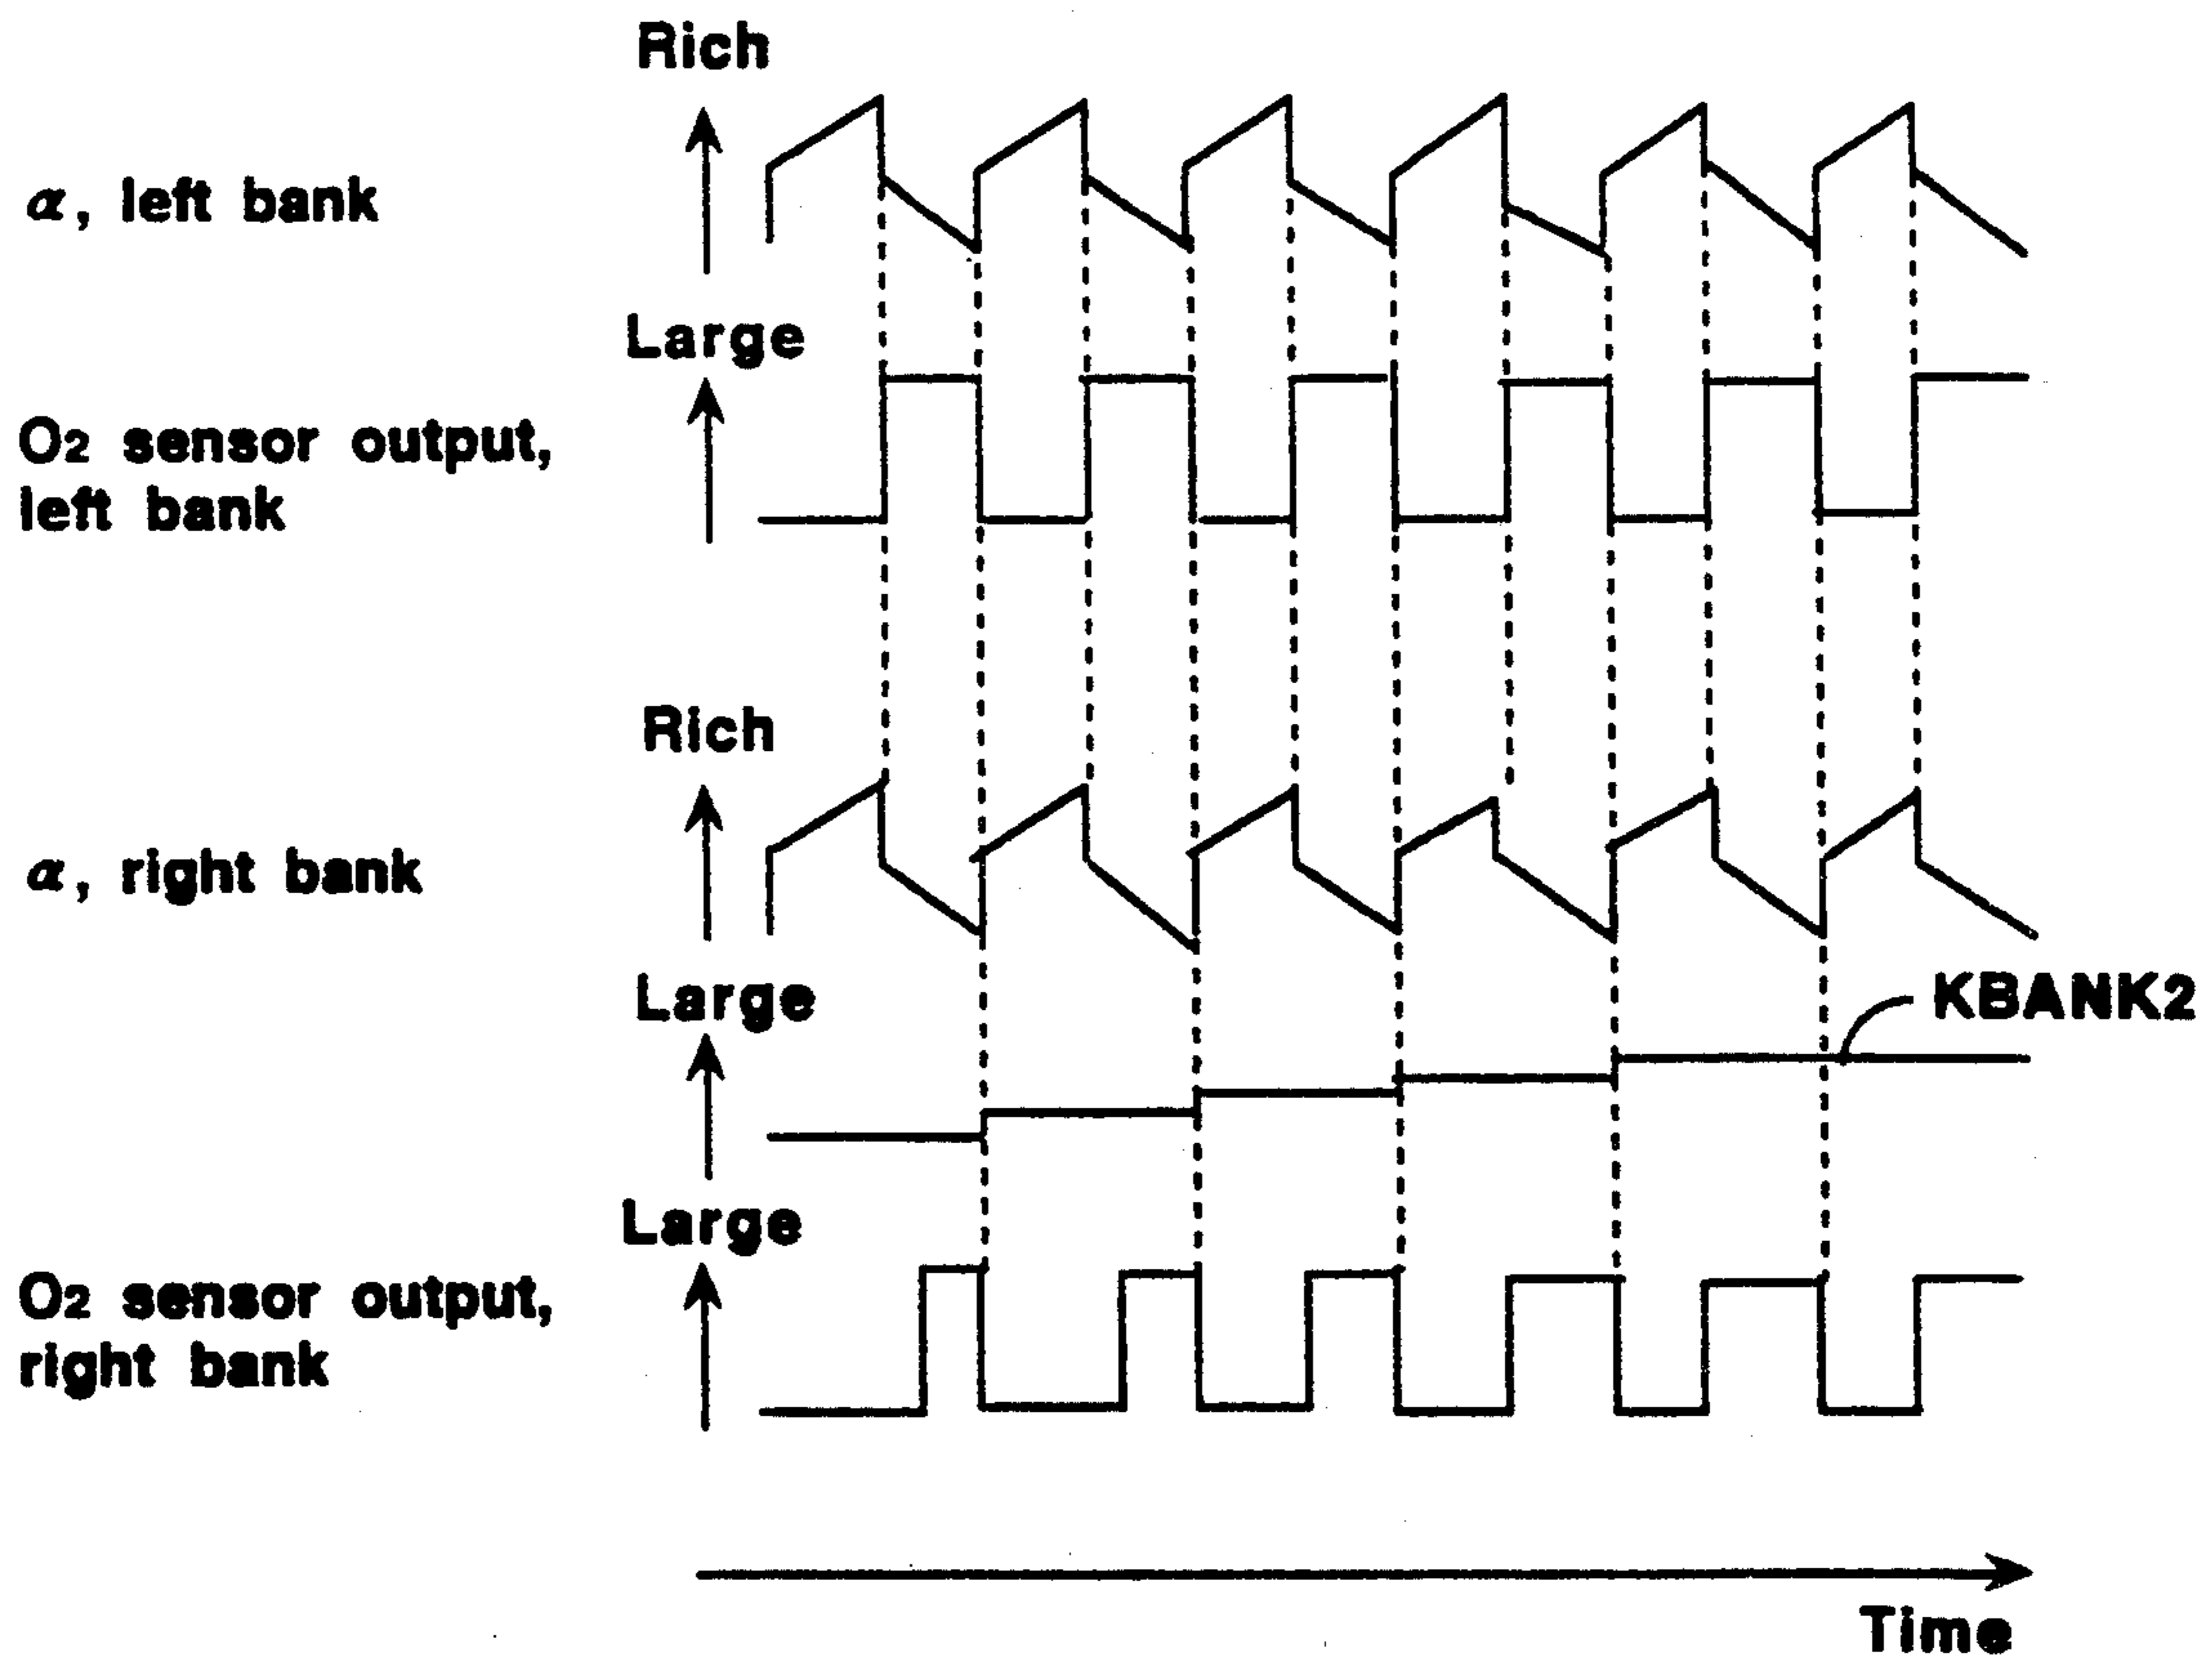 Rich
α, left bank
Large
O2 sensor output,
left bank
Rich
α, right bank
Large
KBANK2
Large
O2 sensor output,
right bank
Time